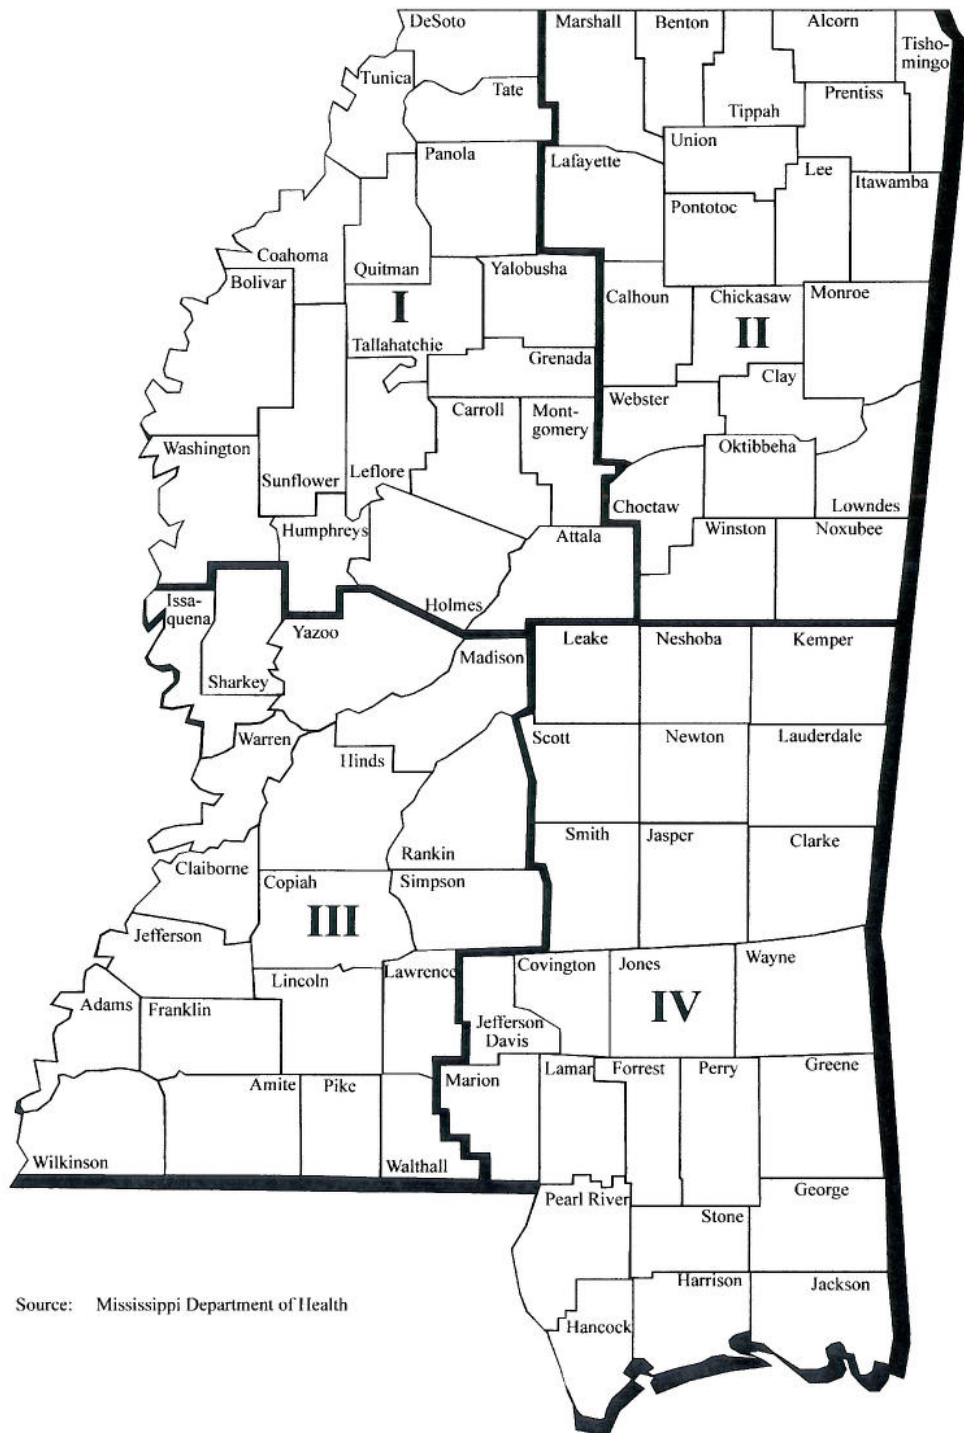 DeSoto
Marshall
Benton
Alcorn
Tisho-
mingo
Tunica
Tate
Tippah
Prentiss
Panola
Lafayette
Union
Lee
Itawamba
Pontotoc
Coahoma
Quitman
Yalobusha
Bolivar
I
Calhoun
Chickasaw
Monroe
II
Tallahatchie
Grenada
Clay
Webster
Carroll
Mont-
gomery
Washington
Oktibbeha
Sunflower
Leflore
Choctaw
Lowndes
Humphreys
Attala
Winston
Noxubee
Issa-
quena
Holmes
Yazoo
Madison
Leake
Neshoba
Kemper
Sharkey
Warren
Hinds
Scott
Newton
Lauderdale
Smith
Jasper
Clarke
Rankin
Claiborne
Copiah
Simpson
III
Jefferson
Lincoln
Lawrence
Covington
Jones
Wayne
Adams
Franklin
IV
Jefferson
Davis
Amite
Pike
Marion
Lamar
Forrest
Perry
Greene
Wilkinson
Walthall
Pearl River
George
Stone
Harrison
Jackson
Hancock
Source: Mississippi Department of Health